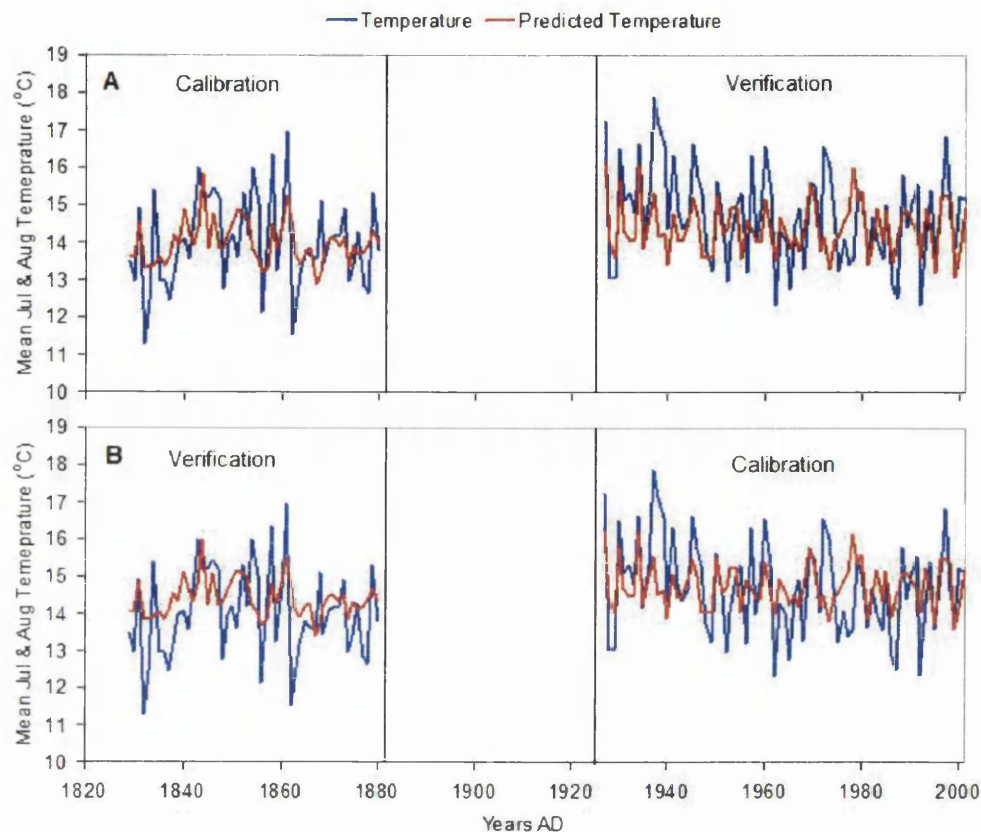 Temperature Predicted Temperature
A Calibration Verification
Mean Jul & Aug Temeprature (°C)
19
18
17
16
15
14
13
12
11
10
B Verification Calibration
Mean Jul & Aug Temeprature (°C)
19
18
17
16
15
14
13
12
11
10
1820 1840 1860 1880 1900 1920 1940 1960 1980 2000
Years AD